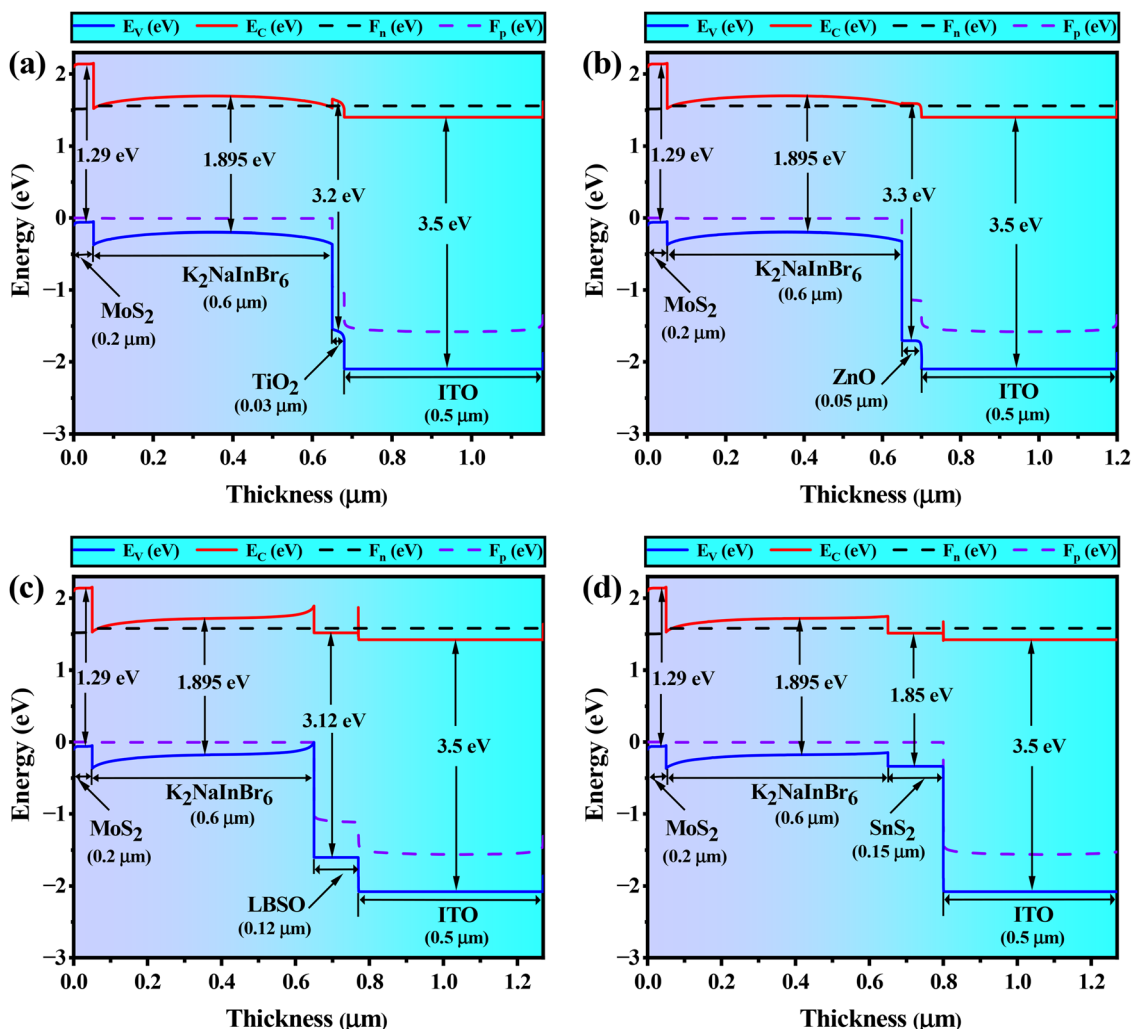 E_V (eV) E_C (eV) F_n (eV) F_p (eV)
(a)
2
1
0
−1
−2
−3
Energy (eV)
1.29 eV
1.895 eV
3.2 eV
3.5 eV
K₂NaInBr₆
(0.6 μm)
MoS₂
(0.2 μm)
TiO₂
(0.03 μm)
ITO
(0.5 μm)
0.0 0.2 0.4 0.6 0.8 1.0
Thickness (μm)
E_V (eV) E_C (eV) F_n (eV) F_p (eV)
(b)
2
1
0
−1
−2
−3
Energy (eV)
1.29 eV
1.895 eV
3.3 eV
3.5 eV
K₂NaInBr₆
(0.6 μm)
MoS₂
(0.2 μm)
ZnO
(0.05 μm)
ITO
(0.5 μm)
0.0 0.2 0.4 0.6 0.8 1.0 1.2
Thickness (μm)
E_V (eV) E_C (eV) F_n (eV) F_p (eV)
(c)
2
1
0
−1
−2
−3
Energy (eV)
1.29 eV
1.895 eV
3.12 eV
3.5 eV
K₂NaInBr₆
(0.6 μm)
MoS₂
(0.2 μm)
LBSO
(0.12 μm)
ITO
(0.5 μm)
0.0 0.2 0.4 0.6 0.8 1.0 1.2
Thickness (μm)
E_V (eV) E_C (eV) F_n (eV) F_p (eV)
(d)
2
1
0
−1
−2
−3
Energy (eV)
1.29 eV
1.895 eV
1.85 eV
3.5 eV
K₂NaInBr₆
(0.6 μm)
MoS₂
(0.2 μm)
SnS₂
(0.15 μm)
ITO
(0.5 μm)
0.0 0.2 0.4 0.6 0.8 1.0 1.2
Thickness (μm)